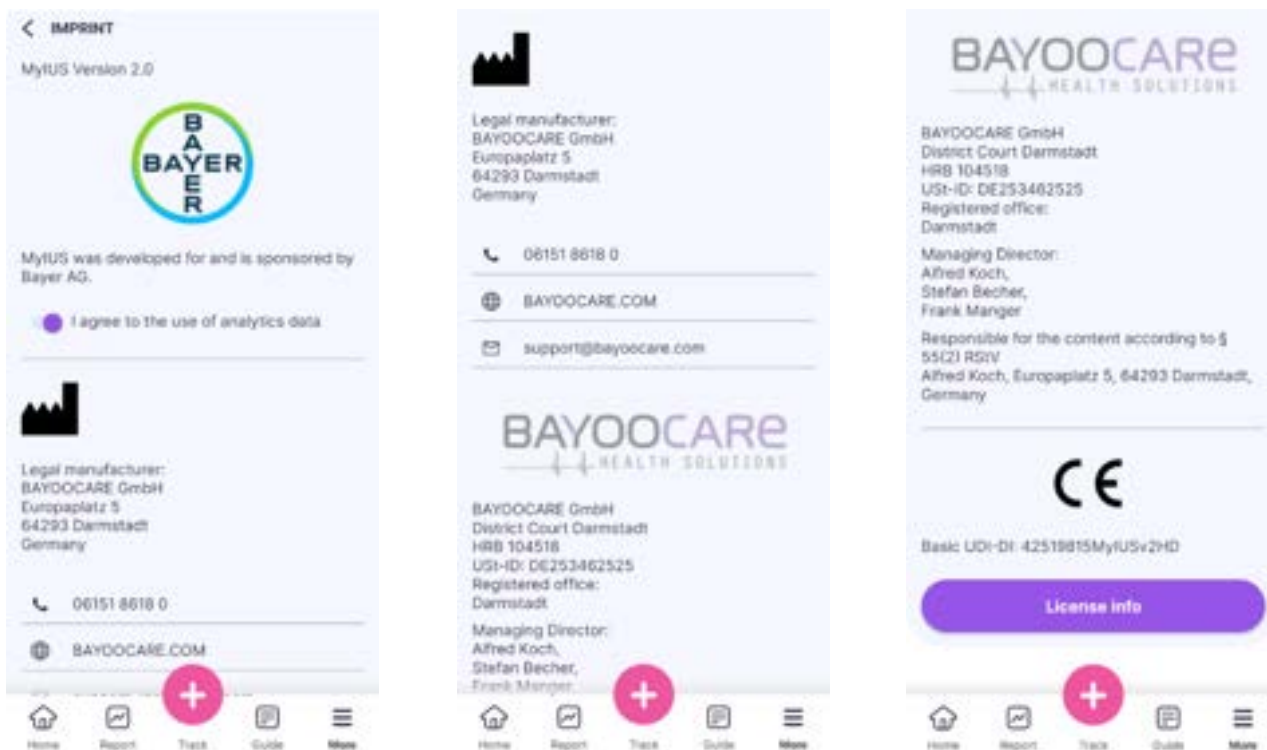 IMPRINT
MyIUS Version 2.0
BAYER
BAYER
MyIUS was developed for and is sponsored by
Bayer AG.
I agree to the use of analytics data
Legal manufacturer:
BAYOOCARE GmbH
Europaplatz 5
64293 Darmstadt
Germany
06151 8618 0
BAYOOCARE.COM
Home Report Track Guide More
Legal manufacturer:
BAYOOCARE GmbH
Europaplatz 5
64293 Darmstadt
Germany
06151 8618 0
BAYOOCARE.COM
support@bayoocare.com
BAYOOCARE
HEALTH SOLUTIONS
BAYOOCARE GmbH
District Court Darmstadt
HRB 104518
USt-ID: DE253462525
Registered office:
Darmstadt
Managing Director:
Alfred Koch,
Stefan Becher,
Frank Manger
Home Report Track Guide More
BAYOOCARE
HEALTH SOLUTIONS
BAYOOCARE GmbH
District Court Darmstadt
HRB 104518
USt-ID: DE253462525
Registered office:
Darmstadt
Managing Director:
Alfred Koch,
Stefan Becher,
Frank Manger
Responsible for the content according to §
55(2) RStV
Alfred Koch, Europaplatz 5, 64293 Darmstadt,
Germany
CE
Basic UDI-DI: 42519815MyIUSv2HD
License info
Home Report Track Guide More